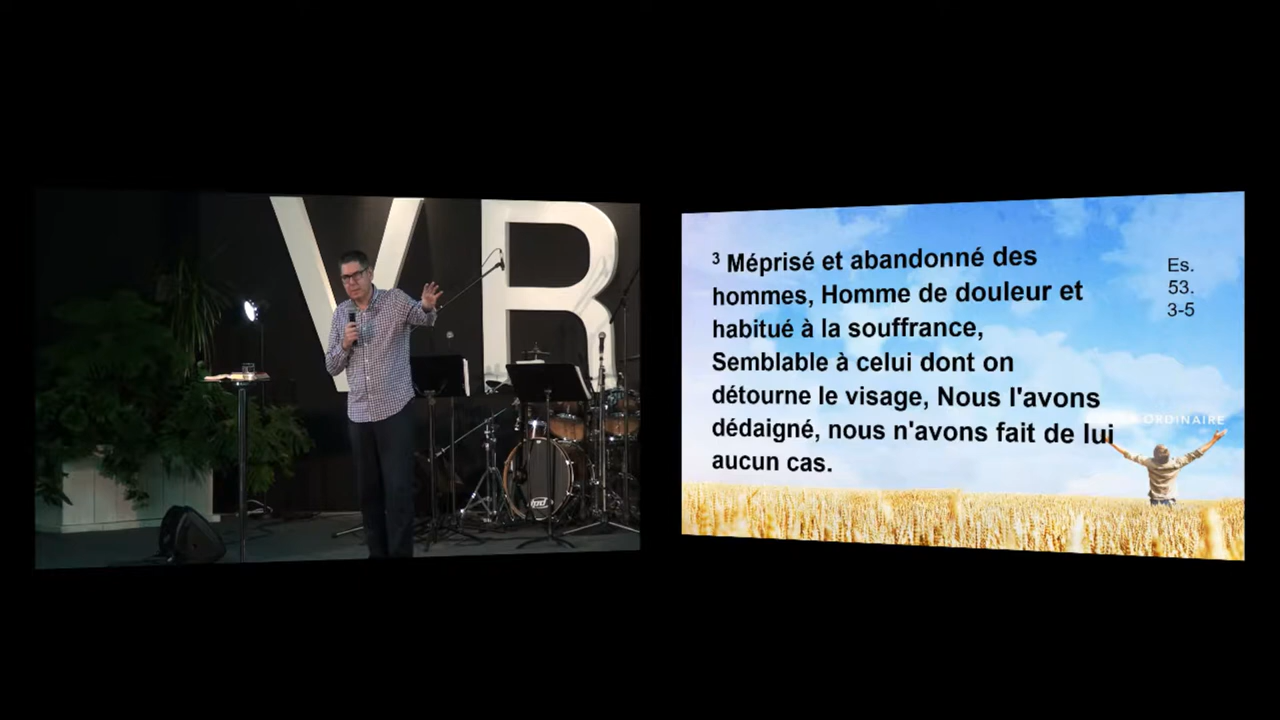 VR
³ Méprisé et abandonné des
hommes, Homme de douleur et
habitué à la souffrance,
Semblable à celui dont on
détourne le visage, Nous l'avons
dédaigné, nous n'avons fait de lui
aucun cas.
Es.
53.
3-5
ORDINAIRE